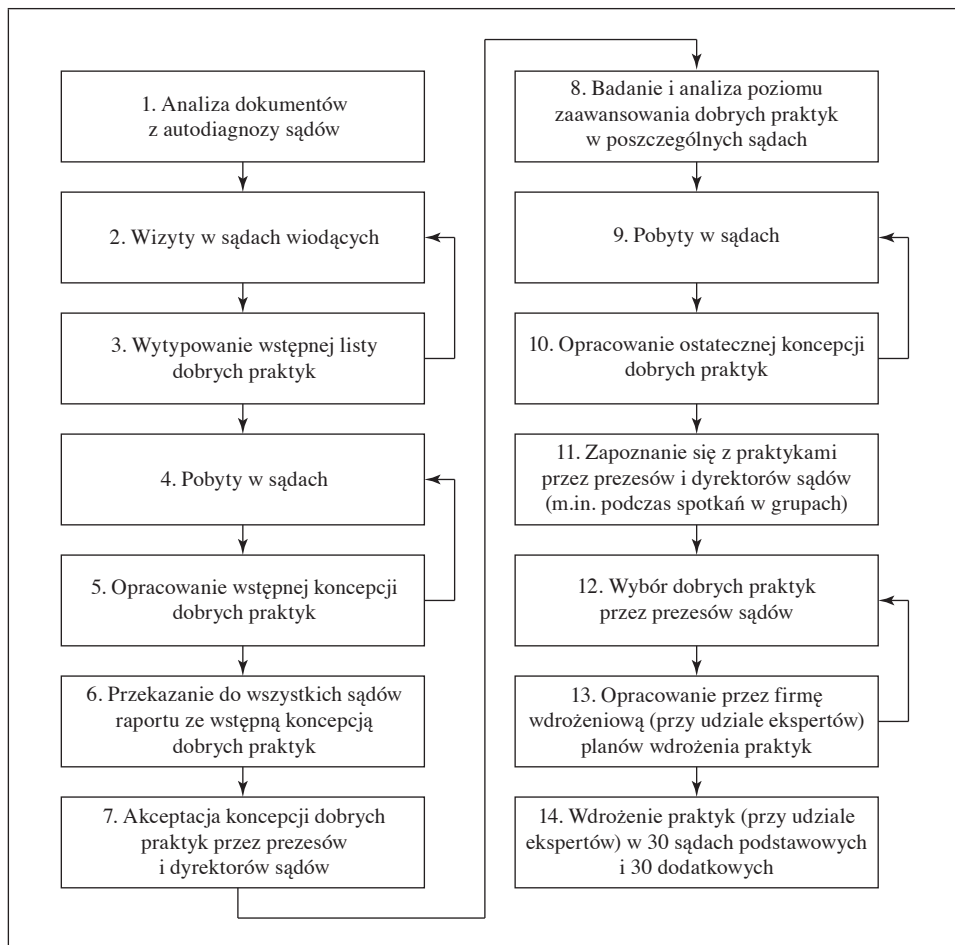 1. Analiza dokumentów
z autodiagnozy sądów
2. Wizyty w sądach wiodących
3. Wytypowanie wstępnej listy
dobrych praktyk
4. Pobyty w sądach
5. Opracowanie wstępnej koncepcji
dobrych praktyk
6. Przekazanie do wszystkich sądów
raportu ze wstępną koncepcją
dobrych praktyk
7. Akceptacja koncepcji dobrych
praktyk przez prezesów
i dyrektorów sądów
8. Badanie i analiza poziomu
zaawansowania dobrych praktyk
w poszczególnych sądach
9. Pobyty w sądach
10. Opracowanie ostatecznej koncepcji
dobrych praktyk
11. Zapoznanie się z praktykami
przez prezesów i dyrektorów sądów
(m.in. podczas spotkań w grupach)
12. Wybór dobrych praktyk
przez prezesów sądów
13. Opracowanie przez firmę
wdrożeniową (przy udziale ekspertów)
planów wdrożenia praktyk
14. Wdrożenie praktyk (przy udziale
ekspertów) w 30 sądach podstawowych
i 30 dodatkowych